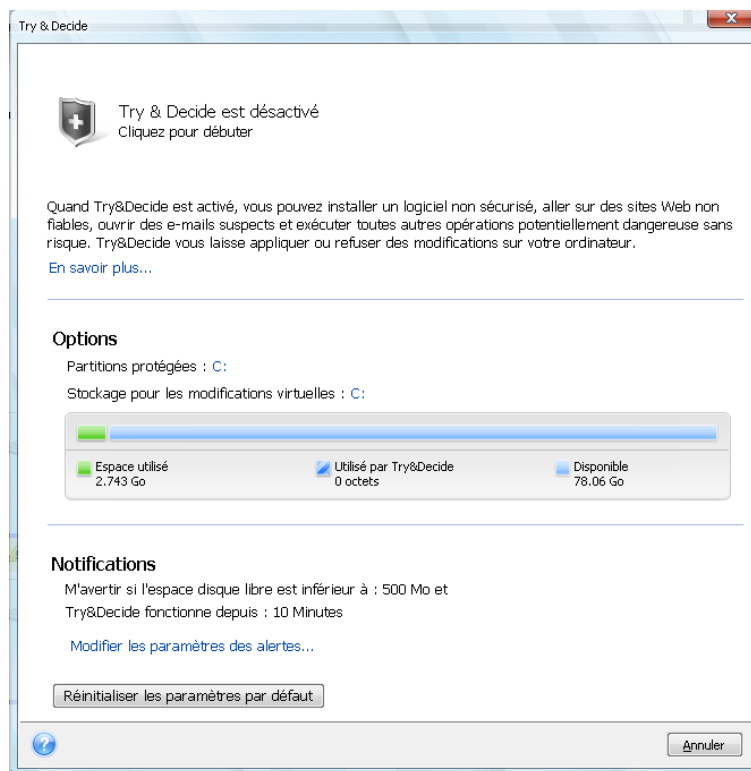 Try & Decide
Try & Decide est désactivé
Cliquez pour débuter
Quand Try&Decide est activé, vous pouvez installer un logiciel non sécurisé, aller sur des sites Web non
fiables, ouvrir des e-mails suspects et exécuter toutes autres opérations potentiellement dangereuse sans
risque. Try&Decide vous laisse appliquer ou refuser des modifications sur votre ordinateur.
En savoir plus...
Options
Partitions protégées : C:
Stockage pour les modifications virtuelles : C:
Espace utilisé
2.743 Go
Utilisé par Try&Decide
0 octets
Disponible
78.06 Go
Notifications
M'avertir si l'espace disque libre est inférieur à : 500 Mo et
Try&Decide fonctionne depuis : 10 Minutes
Modifier les paramètres des alertes...
Réinitialiser les paramètres par défaut
Annuler